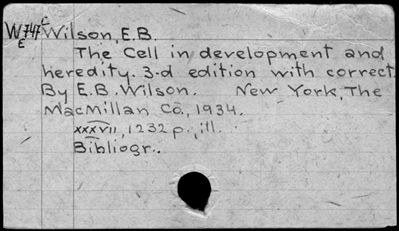 W747c Wilson, E.B.
E
The Cell in development and
heredity. 3.d edition with correct.
By E.B. Wilson. New York, The
MacMillan Co, 1934.
xxxvii, 1232 p., ill.
Bibliogr..